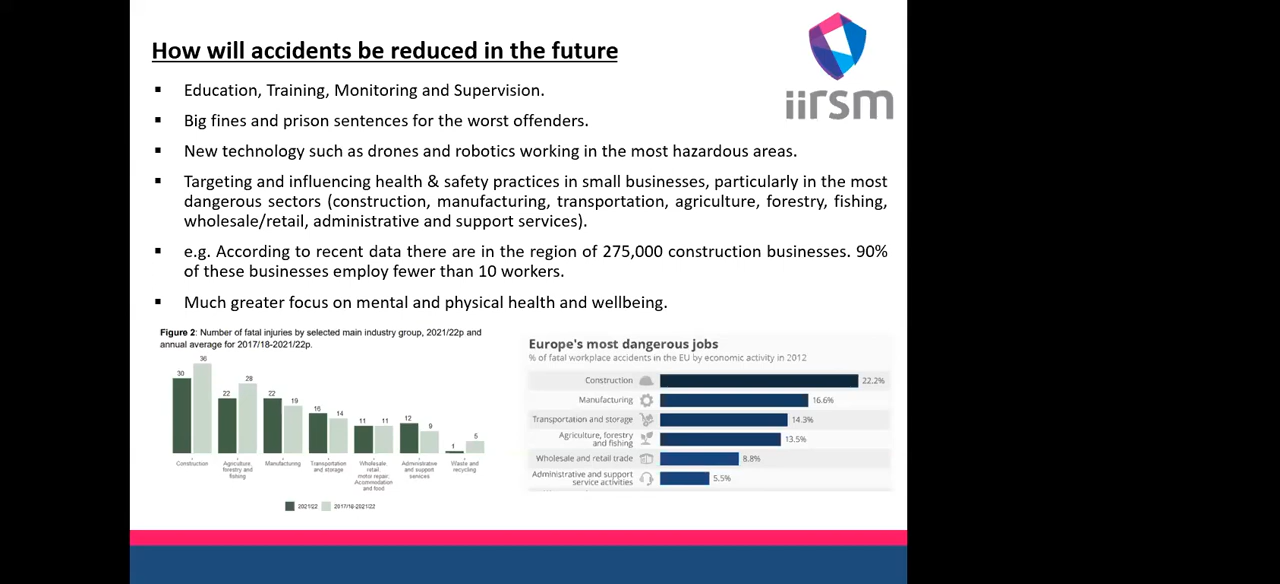 How will accidents be reduced in the future
iirsm
▪ Education, Training, Monitoring and Supervision.
▪ Big fines and prison sentences for the worst offenders.
▪ New technology such as drones and robotics working in the most hazardous areas.
▪ Targeting and influencing health & safety practices in small businesses, particularly in the most
dangerous sectors (construction, manufacturing, transportation, agriculture, forestry, fishing,
wholesale/retail, administrative and support services).
▪ e.g. According to recent data there are in the region of 275,000 construction businesses. 90%
of these businesses employ fewer than 10 workers.
▪ Much greater focus on mental and physical health and wellbeing.
Figure 2: Number of fatal injuries by selected main industry group, 2021/22p and
annual average for 2017/18-2021/22p.
30 36
22 28
22 19
16 14
11 11
12 9
1 5
Construction
Agriculture,
forestry and
fishing
Manufacturing
Transportation
and storage
Wholesale
retail,
motor repair;
Acommodation
and food
Administrative
and support
services
Waste and
recycling
2021/22 2017/18-2021/22
Europe's most dangerous jobs
% of fatal workplace accidents in the EU by economic activity in 2012
Construction 22.2%
Manufacturing 16.6%
Transportation and storage 14.3%
Agriculture, forestry
and fishing 13.5%
Wholesale and retail trade 8.8%
Administrative and support
service activities 5.5%